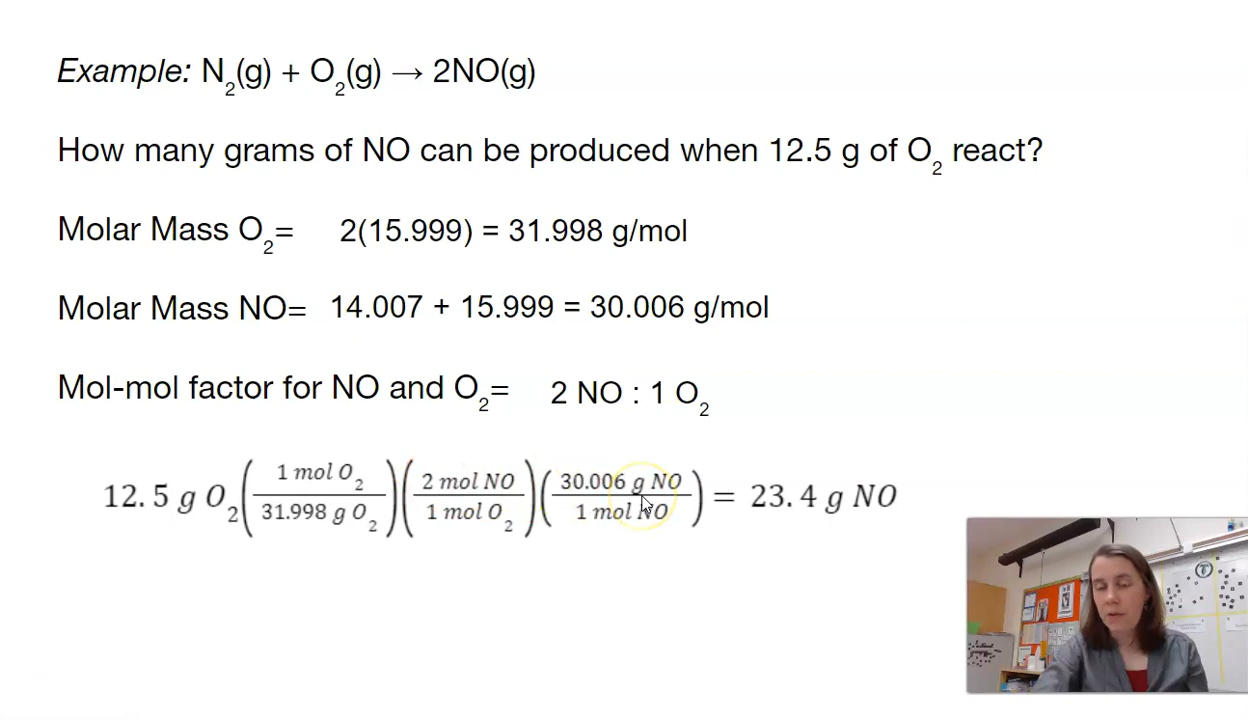 Example: N₂(g) + O₂(g) → 2NO(g)
How many grams of NO can be produced when 12.5 g of O₂ react?
Molar Mass O₂= 2(15.999) = 31.998 g/mol
Molar Mass NO= 14.007 + 15.999 = 30.006 g/mol
Mol-mol factor for NO and O₂= 2 NO : 1 O₂
12.5 g O₂(1 mol O₂/31.998 g O₂)(2 mol NO/1 mol O₂)(30.006 g NO/1 mol NO) = 23.4 g NO